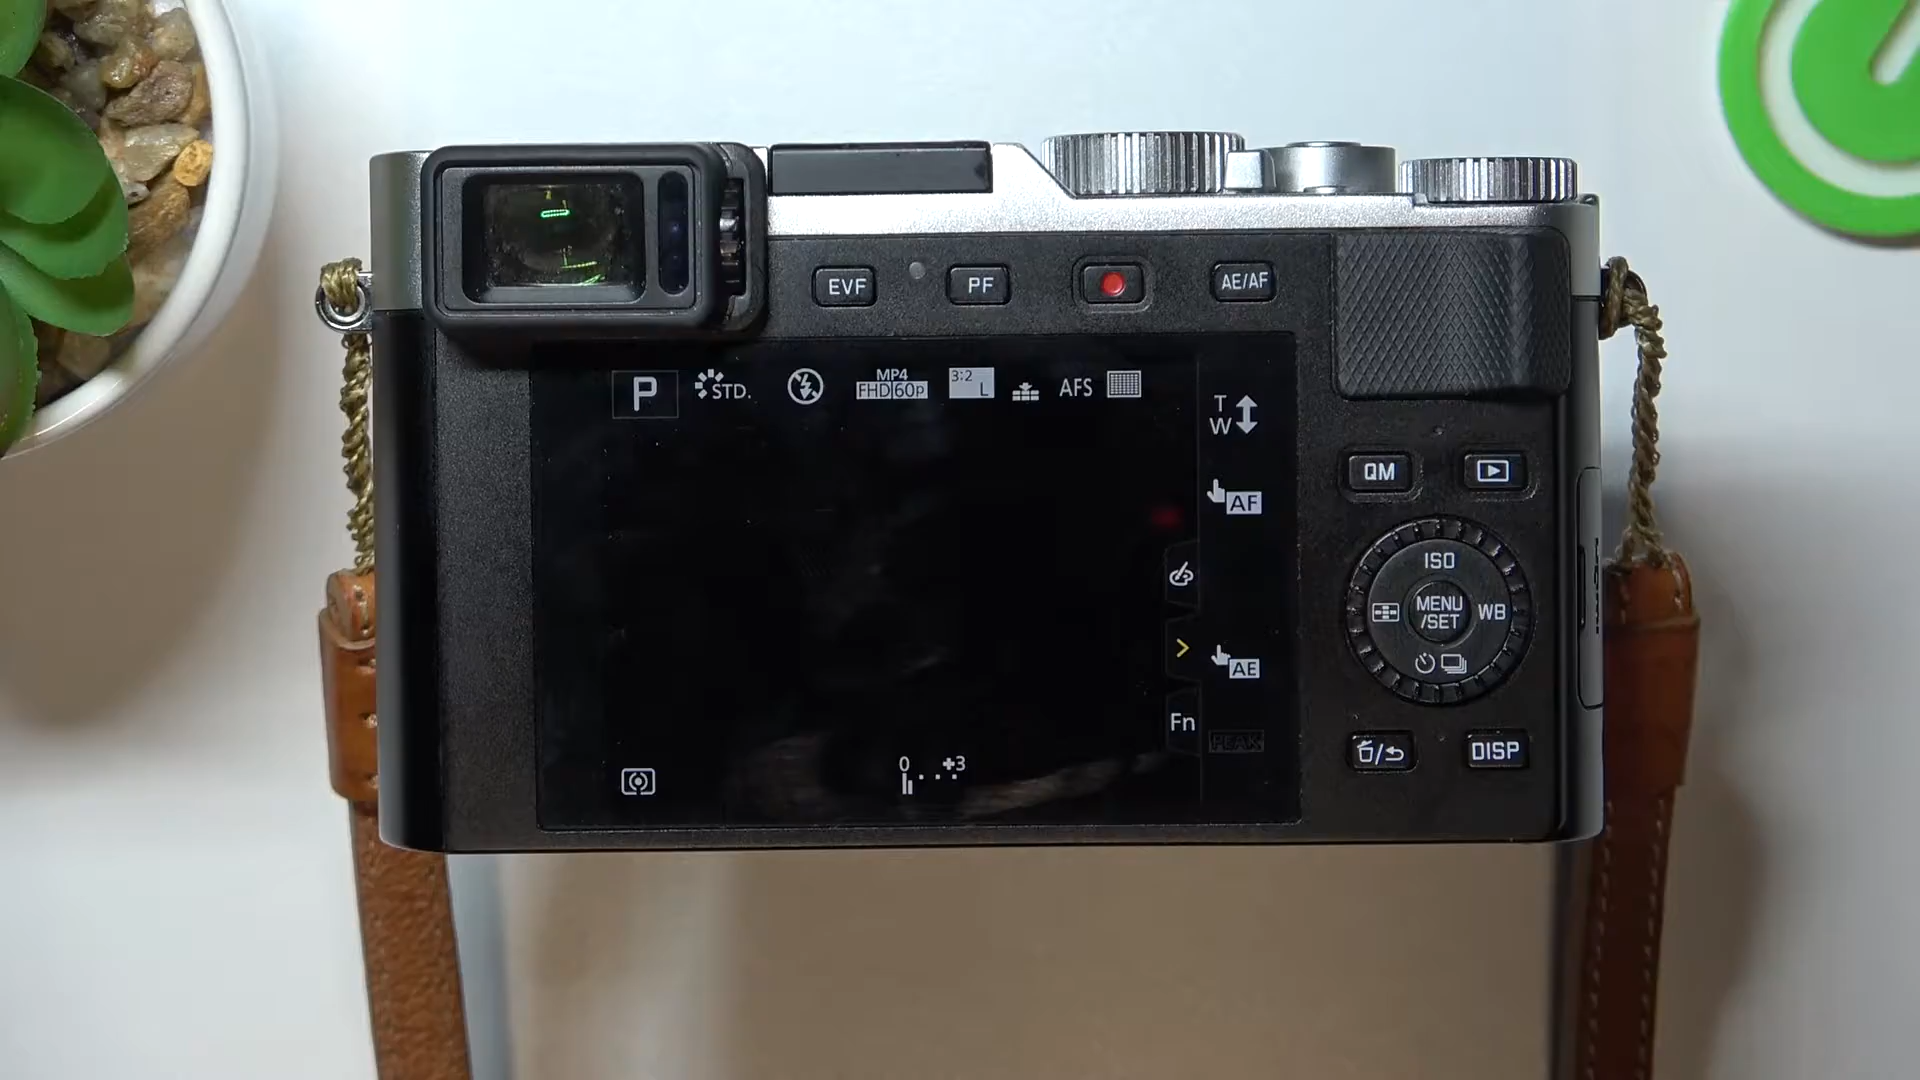 EVF
PF
AE/AF
P
STD.
MP4
FHD 60p
3:2
L
AFS
T
W
AF
AE
PEAK
Fn
0
+3
QM
ISO
MENU
/SET
WB
DISP